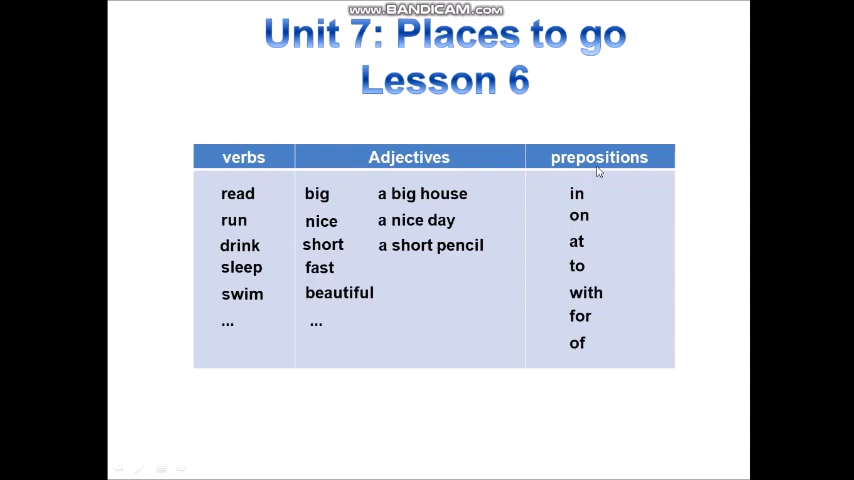 www.BANDICAM.com
Unit 7: Places to go
Lesson 6
verbs Adjectives prepositions
read big a big house in
run nice a nice day on
drink short a short pencil at
sleep fast to
swim beautiful with
... ... for
of